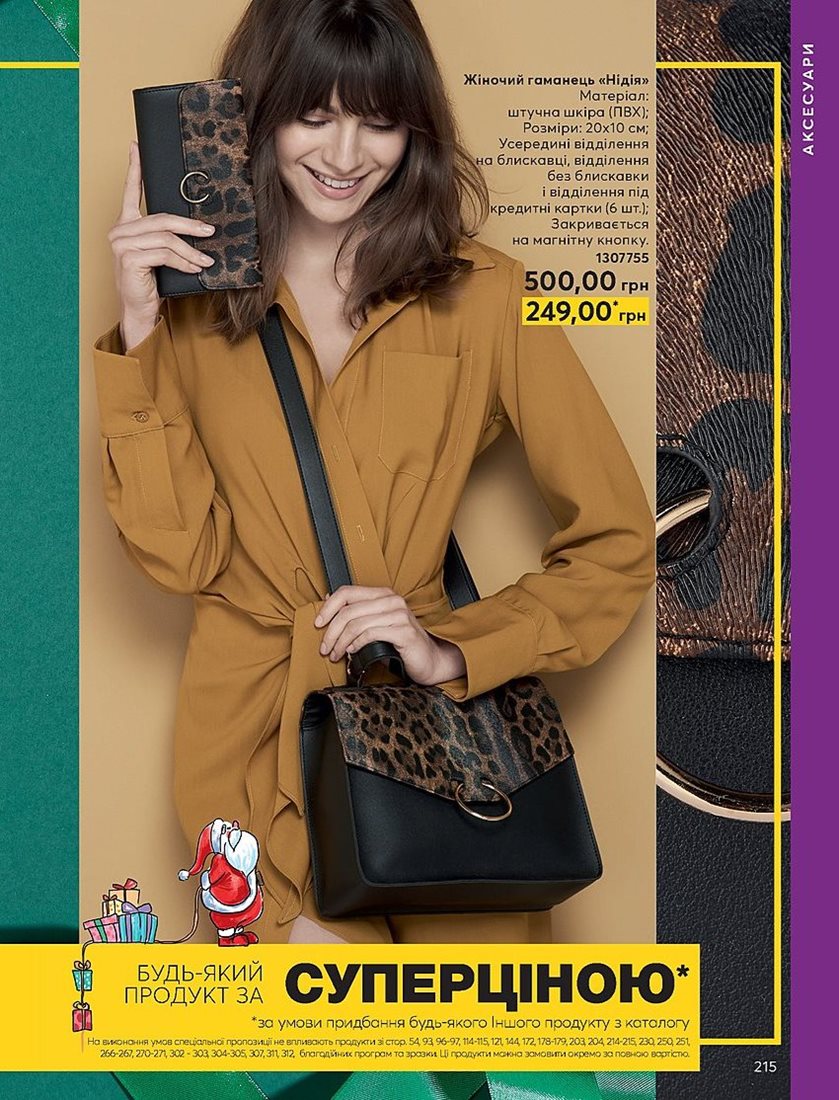 АКСЕСУАРИ
Жіночий гаманець «Нідія»
Матеріал:
штучна шкіра (ПВХ);
Розміри: 20х10 см;
Усередині відділення
на блискавці, відділення
без блискавки
і відділення під
кредитні картки (6 шт.);
Закривається
на магнітну кнопку.
1307755
500,00 грн
249,00* грн
БУДЬ-ЯКИЙ
ПРОДУКТ ЗА
СУПЕРЦІНОЮ*
*за умови придбання будь-якого Іншого продукту з каталогу
На виконання умов спеціальної пропозиції не впливають продукти зі стор. 54, 93, 96-97, 114-115, 121, 144, 172, 178-179, 203, 204, 214-215, 230, 250, 251,
266-267, 270-271, 302 - 303, 304-305, 307, 311, 312, благодійних програм та зразки. Ці продукти можна замовити окремо за повною вартістю.
215